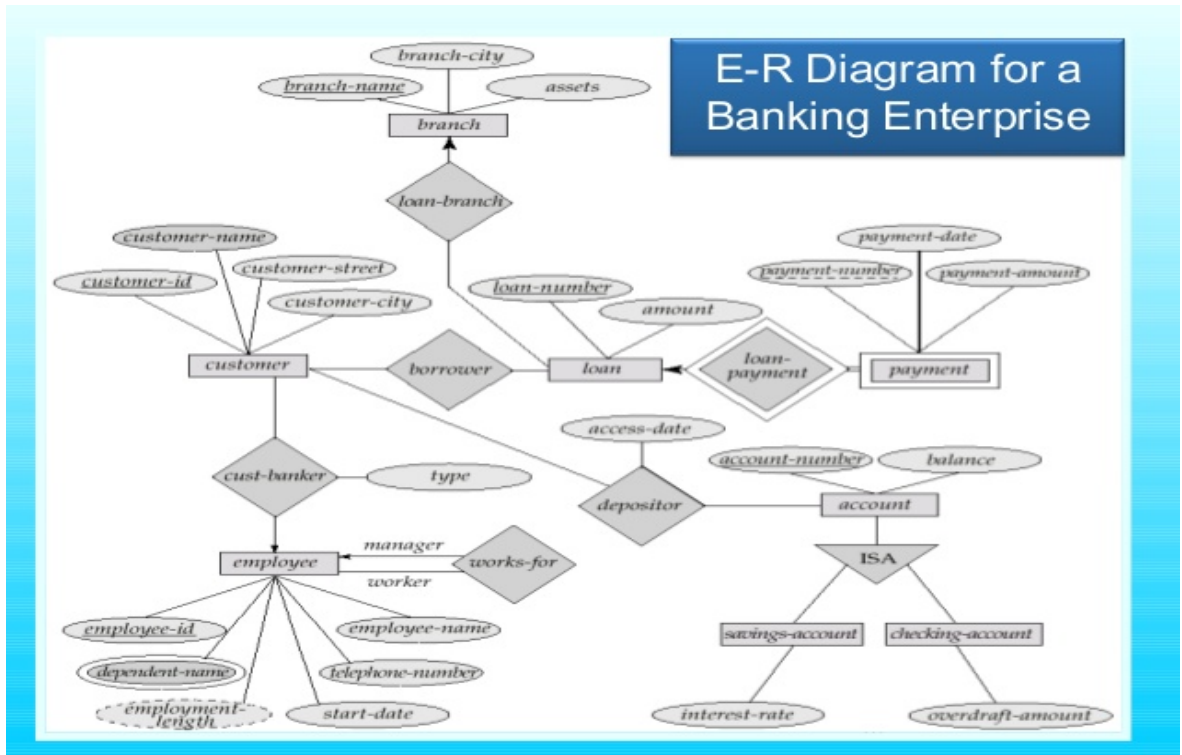 E-R Diagram for a
Banking Enterprise
branch-city
branch-name
assets
branch
loan-branch
customer-name
customer-street
customer-id
customer-city
customer
borrower
loan-number
amount
loan
loan-
payment
payment-date
payment-number
payment-amount
payment
access-date
depositor
account-number
balance
account
cust-banker
type
ISA
employee
manager
worker
works-for
employee-id
employee-name
dependent-name
telephone-number
employment-
length
start-date
savings-account
checking-account
interest-rate
overdraft-amount